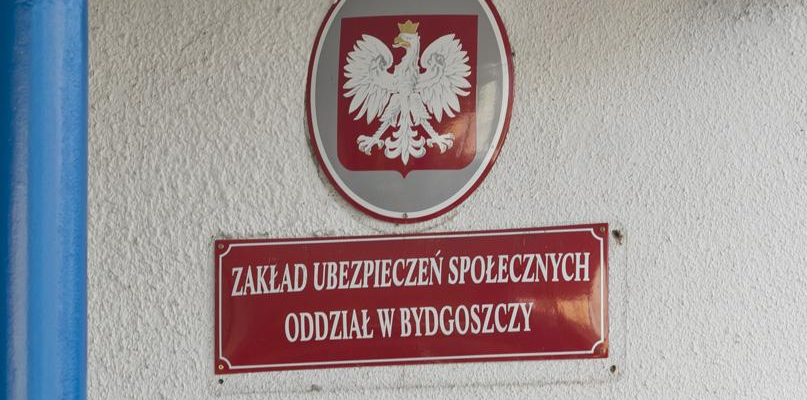 ZAKŁAD UBEZPIECZEŃ SPOŁECZNYCH
ODDZIAŁ W BYDGOSZCZY